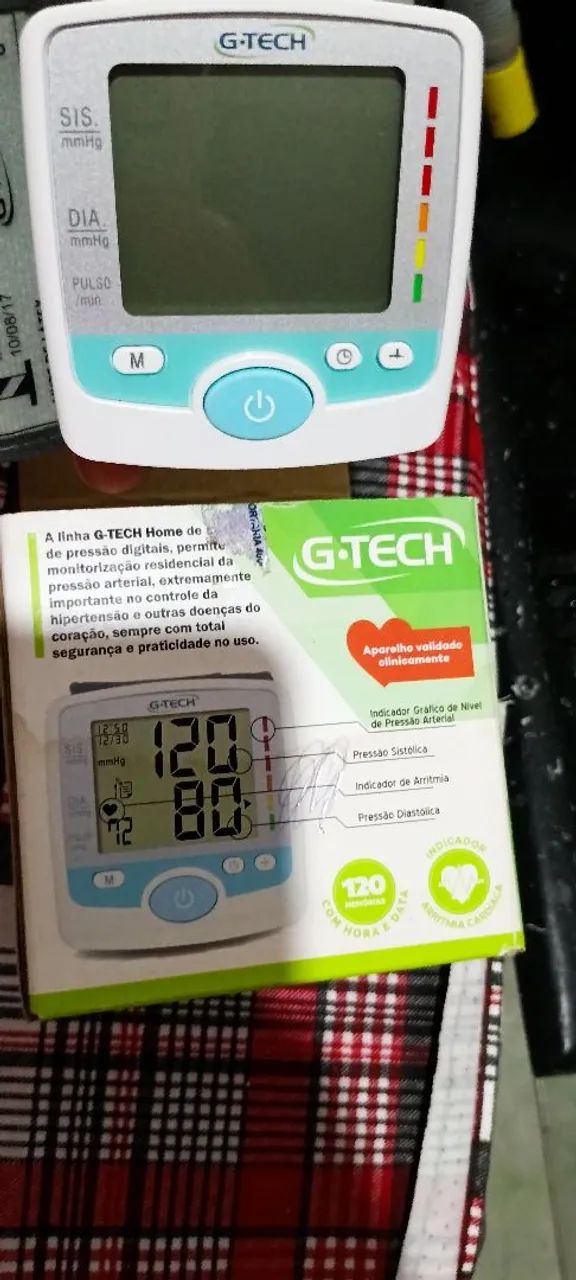 G·TECH
SIS.
mmHg
DIA.
mmHg
PULSO
/min
M
10/08/17
A linha G-TECH Home de
de pressão digitais, permite
monitorização residencial da
pressão arterial, extremamente
importante no controle da
hipertensão e outras doenças do
coração, sempre com total
segurança e praticidade no uso.
G·TECH
Aparelho validado
clinicamente
G·TECH
12:50
12/30
120
SIS
mmHg
80
72
M
Indicador Gráfico de Nível
de Pressão Arterial
Pressão Sistólica
Indicador de Arritmia
Pressão Diastólica
120
MEMÓRIAS
COM HORA E DATA
INDICADOR
ARRITMIA CARDÍACA